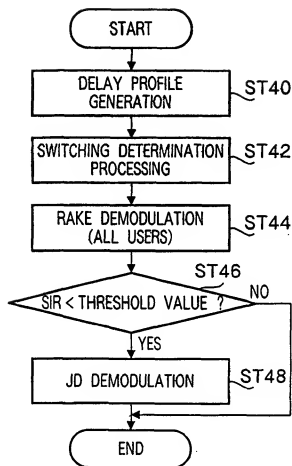 START
DELAY PROFILE
GENERATION
ST40
SWITCHING DETERMINATION
PROCESSING
ST42
RAKE DEMODULATION
(ALL USERS)
ST44
ST46
SIR < THRESHOLD VALUE ?
NO
YES
JD DEMODULATION
ST48
END